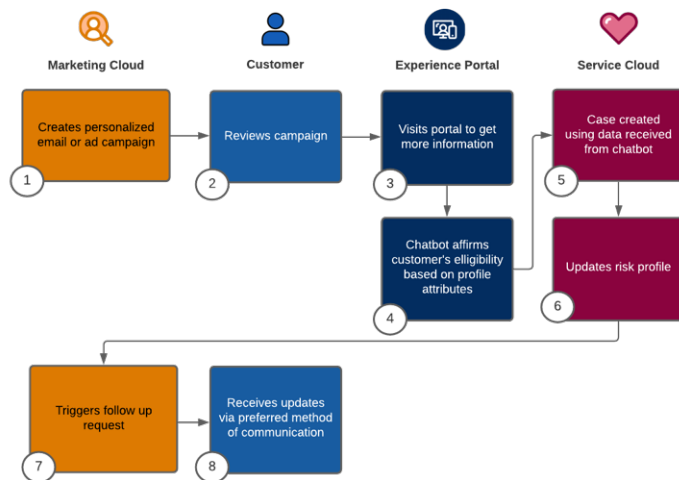 Marketing Cloud
Customer
Experience Portal
Service Cloud
Creates personalized
email or ad campaign
1
Reviews campaign
2
Visits portal to get
more information
3
Case created
using data received
from chatbot
5
Chatbot affirms
customer's elligibility
based on profile
attributes
4
Updates risk profile
6
Triggers follow up
request
7
Receives updates
via preferred method
of communication
8